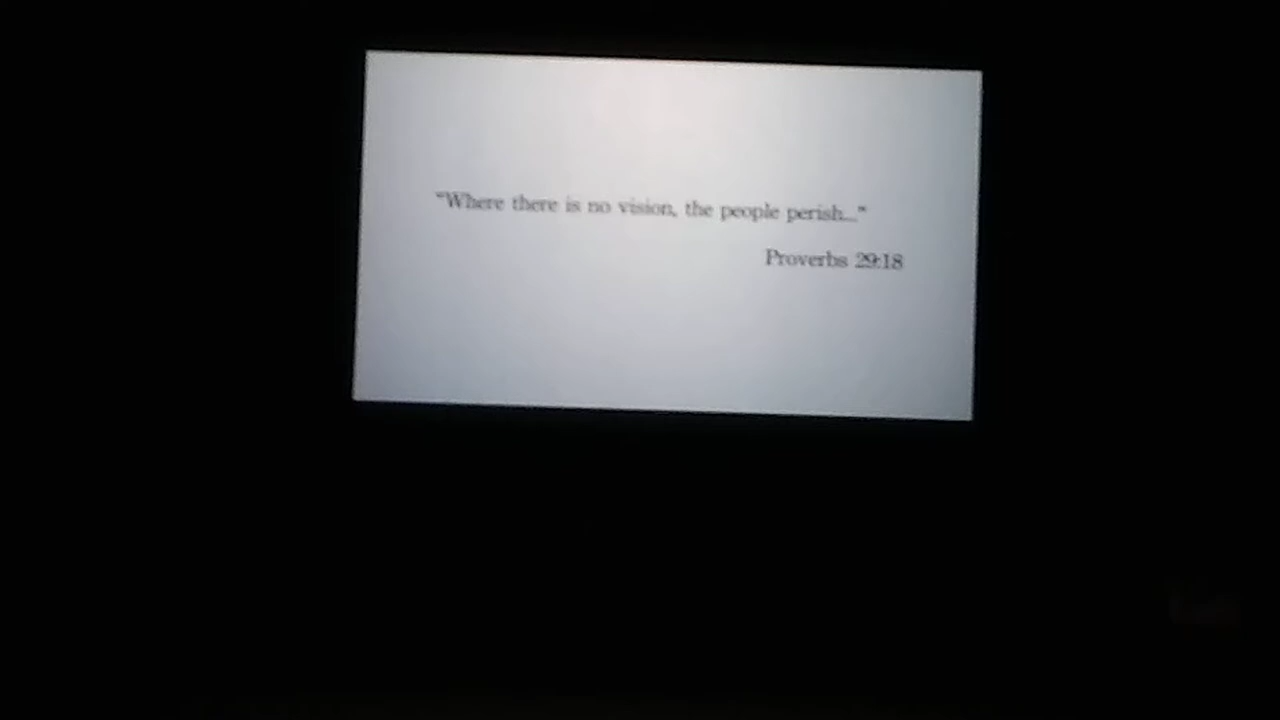 "Where there is no vision, the people perish..."
Proverbs 29:18